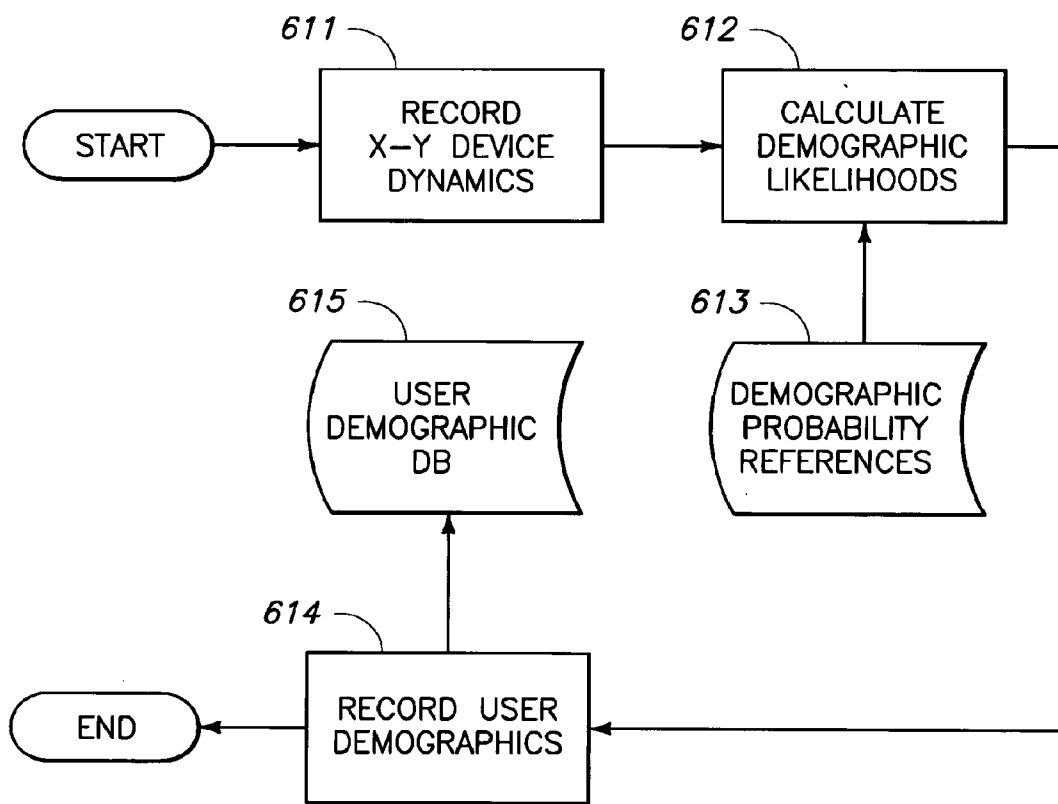 611
612
START
RECORD
X-Y DEVICE
DYNAMICS
CALCULATE
DEMOGRAPHIC
LIKELIHOODS
615
613
USER
DEMOGRAPHIC
DB
DEMOGRAPHIC
PROBABILITY
REFERENCES
614
END
RECORD USER
DEMOGRAPHICS